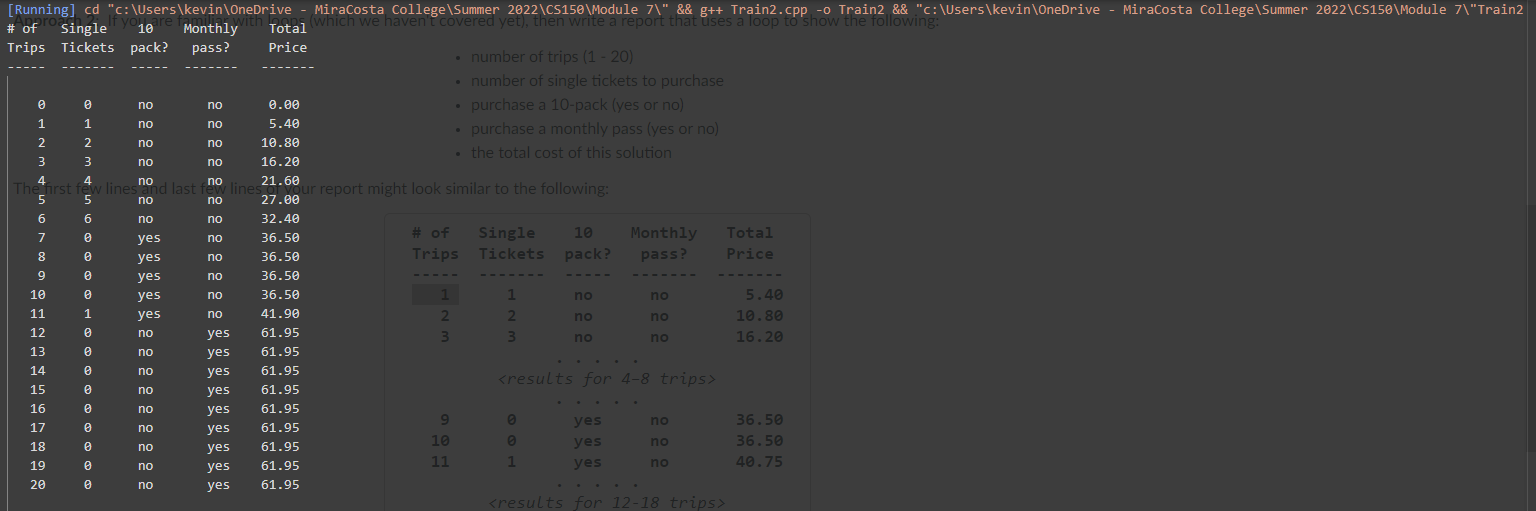 [Running] cd "c:\Users\kevin\OneDrive - MiraCosta College\Summer 2022\CS150\Module 7\" && g++ Train2.cpp -o Train2 && "c:\Users\kevin\OneDrive - MiraCosta College\Summer 2022\CS150\Module 7\"Train2
# of Single 10 Monthly Total
Trips Tickets pack? pass? Price
----- ------- ----- ------- -------
0 0 no no 0.00
1 1 no no 5.40
2 2 no no 10.80
3 3 no no 16.20
4 4 no no 21.60
5 5 no no 27.00
6 6 no no 32.40
7 0 yes no 36.50
8 0 yes no 36.50
9 0 yes no 36.50
10 0 yes no 36.50
11 1 yes no 41.90
12 0 no yes 61.95
13 0 no yes 61.95
14 0 no yes 61.95
15 0 no yes 61.95
16 0 no yes 61.95
17 0 no yes 61.95
18 0 no yes 61.95
19 0 no yes 61.95
20 0 no yes 61.95
Approach 2: If you are familiar with loops (which we haven't covered yet), then write a report that uses a loop to show the following:
• number of trips (1 - 20)
• number of single tickets to purchase
• purchase a 10-pack (yes or no)
• purchase a monthly pass (yes or no)
• the total cost of this solution
The first few lines and last few lines of your report might look similar to the following:
# of Single 10 Monthly Total
Trips Tickets pack? pass? Price
----- ------- ----- ------- -------
1 1 no no 5.40
2 2 no no 10.80
3 3 no no 16.20
. . . . .
<results for 4–8 trips>
. . . . .
9 0 yes no 36.50
10 0 yes no 36.50
11 1 yes no 40.75
. . . . .
<results for 12-18 trips>